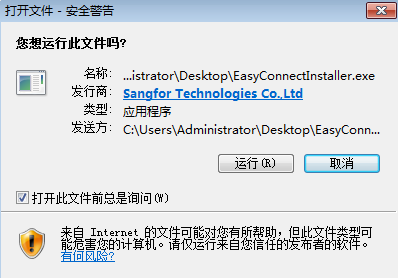 打开文件 - 安全警告
您想运行此文件吗?
名称: ...istrator\Desktop\EasyConnectInstaller.exe
发行商: Sangfor Technologies Co.,Ltd
类型: 应用程序
发送方: C:\Users\Administrator\Desktop\EasyConn...
运行(R) 取消
打开此文件前总是询问(W)
来自 Internet 的文件可能对您有所帮助，但此文件类型可
能危害您的计算机。请仅运行来自您信任的发布者的软件。
有何风险?